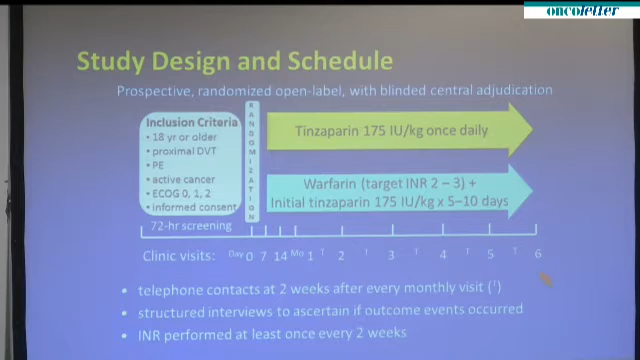 oncoletter
Study Design and Schedule
Prospective, randomized open-label, with blinded central adjudication
Inclusion Criteria
• 18 yr or older
• proximal DVT
• PE
• active cancer
• ECOG 0, 1, 2
• informed consent
RANDOMIZATION
Tinzaparin 175 IU/kg once daily
Warfarin (target INR 2 – 3) +
Initial tinzaparin 175 IU/kg x 5–10 days
72-hr screening
Clinic visits: Day 0 7 14 Mo 1 T 2 T 3 T 4 T 5 T 6
• telephone contacts at 2 weeks after every monthly visit (T)
• structured interviews to ascertain if outcome events occurred
• INR performed at least once every 2 weeks